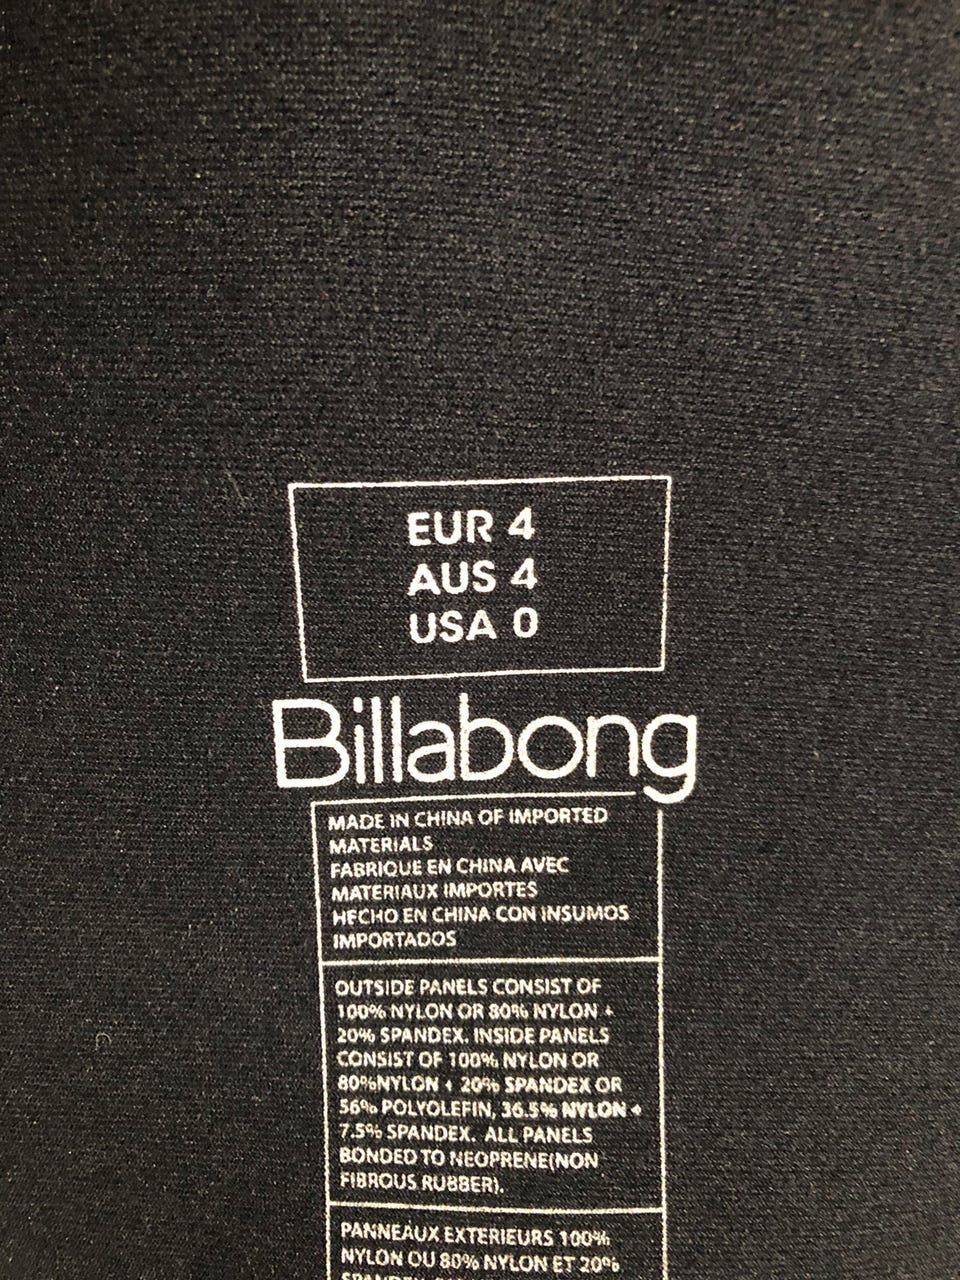 EUR 4
AUS 4
USA 0
Billabong
MADE IN CHINA OF IMPORTED
MATERIALS
FABRIQUE EN CHINA AVEC
MATERIAUX IMPORTES
HECHO EN CHINA CON INSUMOS
IMPORTADOS
OUTSIDE PANELS CONSIST OF
100% NYLON OR 80% NYLON +
20% SPANDEX. INSIDE PANELS
CONSIST OF 100% NYLON OR
80%NYLON + 20% SPANDEX OR
56% POLYOLEFIN, 36.5% NYLON +
7.5% SPANDEX. ALL PANELS
BONDED TO NEOPRENE(NON
FIBROUS RUBBER).
PANNEAUX EXTERIEURS 100%
NYLON OU 80% NYLON ET 20%